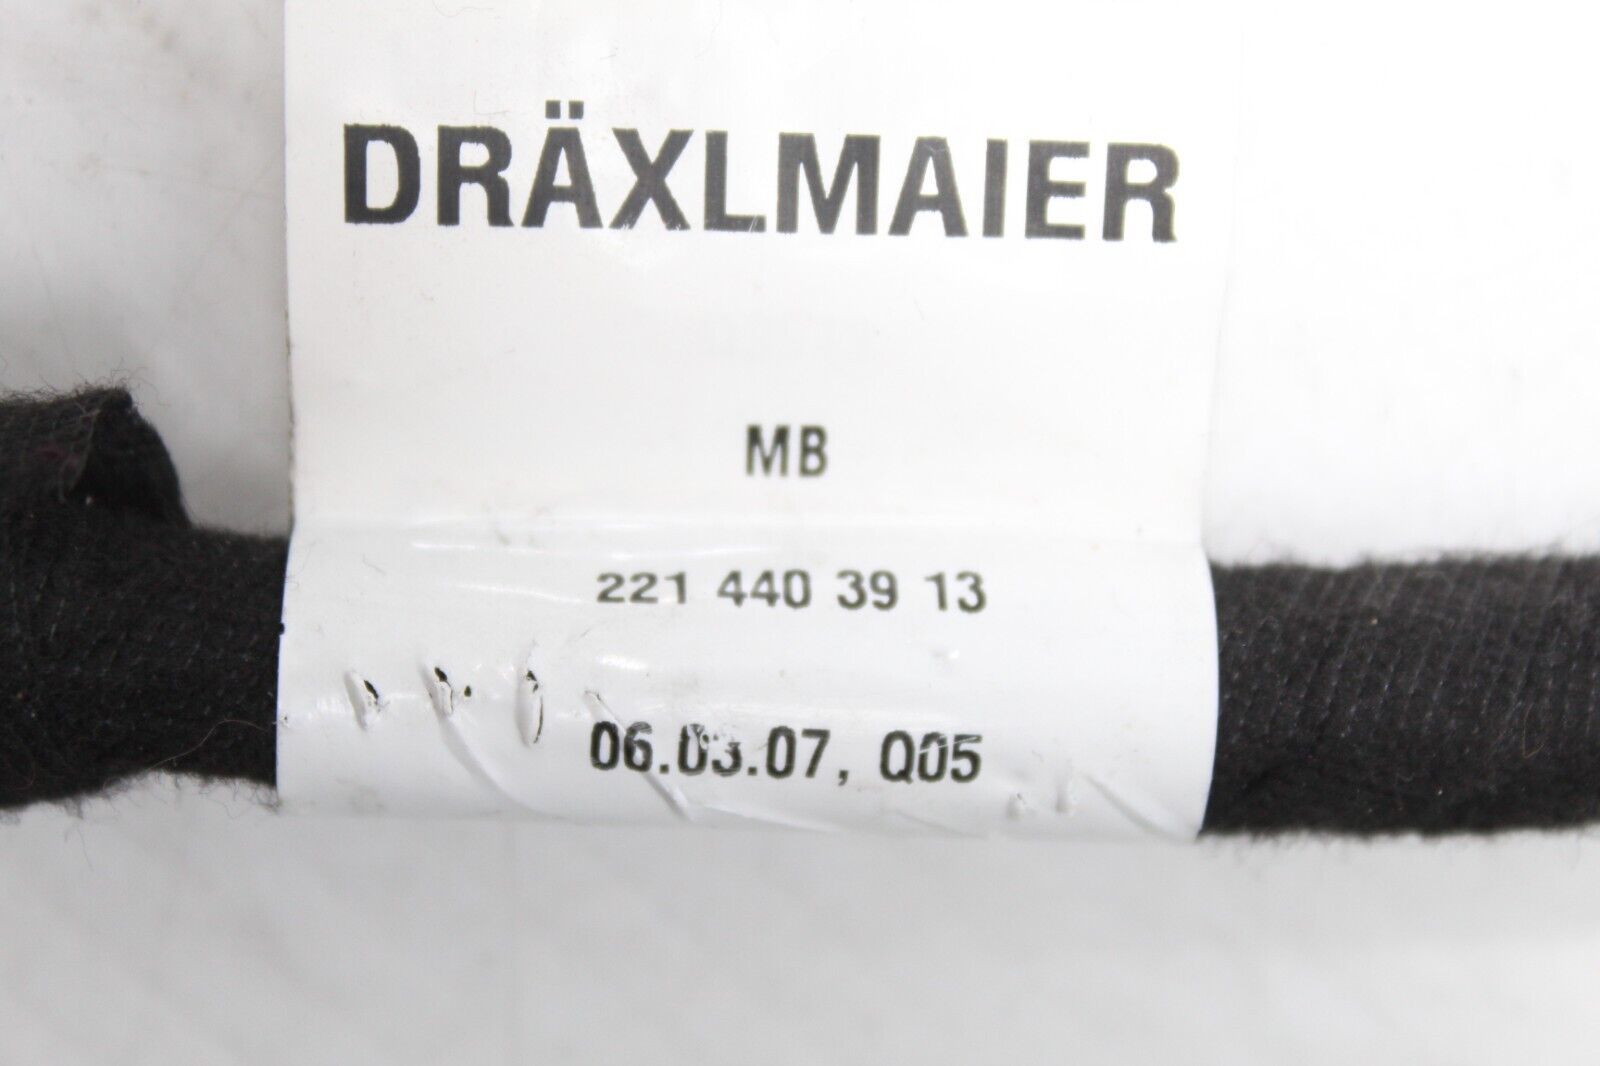 DRÄXLMAIER
MB
221 440 39 13
06.03.07, Q05